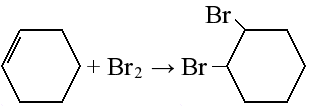 Br
+ Br₂ → Br